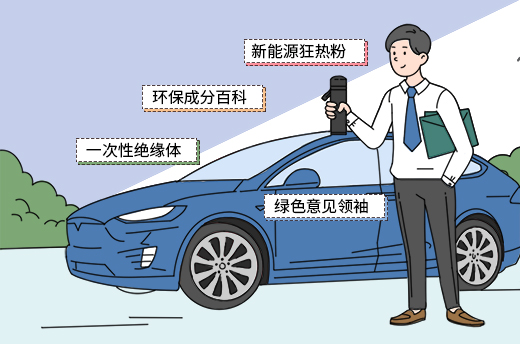 新能源狂热粉
环保成分百科
一次性绝缘体
绿色意见领袖